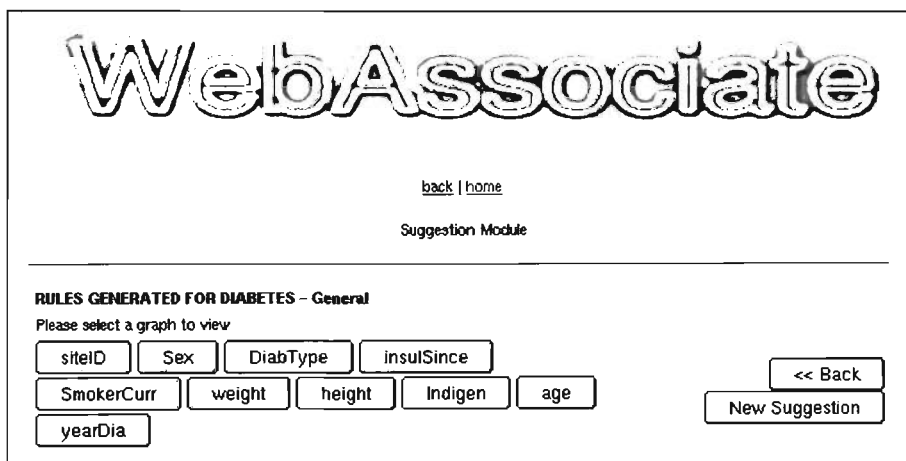 WebAssociate
back | home
Suggestion Module
RULES GENERATED FOR DIABETES – General
Please select a graph to view
siteID Sex DiabType insulSince
<< Back
SmokerCurr weight height Indigen age
New Suggestion
yearDia